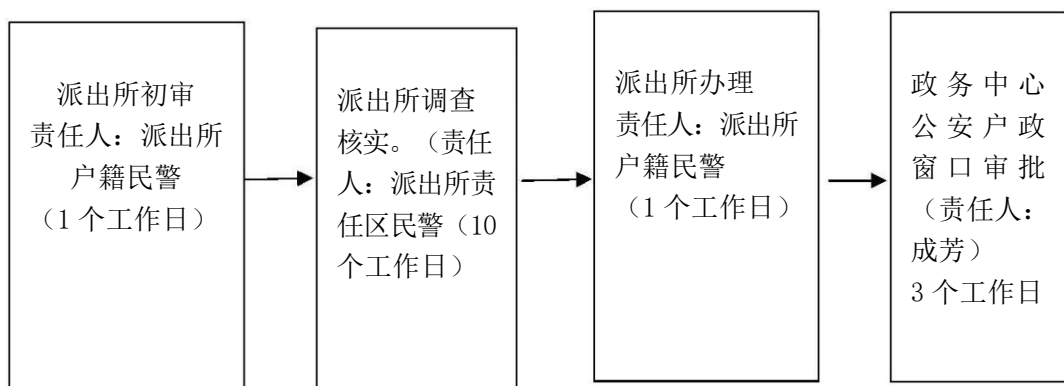 派出所初审
责任人：派出所
户籍民警
（1 个工作日）
派出所调查
核实。（责任
人：派出所责
任区民警（10
个工作日）
派出所办理
责任人：派出所
户籍民警
（1 个工作日）
政务中心
公安户政
窗口审批
（责任人：
成芳）
3 个工作日